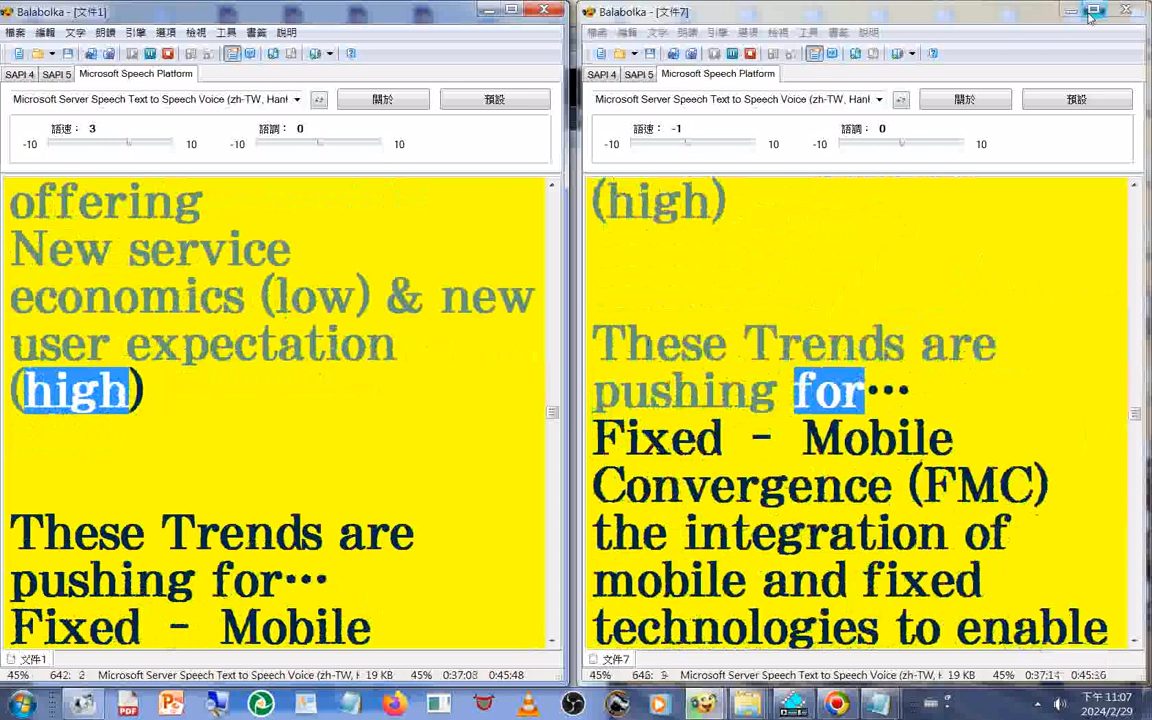 Balabolka - [文件1]
檔案 編輯 文字 朗讀 引擎 選項 檢視 工具 書籤 說明
SAPI 4 SAPI 5 Microsoft Speech Platform
Microsoft Server Speech Text to Speech Voice (zh-TW, Hanl
關於
預設
語速： 3
語調： 0
-10 10 -10 10
offering
New service
economics (low) & new
user expectation
(high)
These Trends are
pushing for…
Fixed - Mobile
文件1
45% 642: 2 Microsoft Server Speech Text to Speech Voice (zh-TW, H 19 KB 0:37:08 0:45:48
Balabolka - [文件7]
檔案 編輯 文字 朗讀 引擎 選項 檢視 工具 書籤 說明
SAPI 4 SAPI 5 Microsoft Speech Platform
Microsoft Server Speech Text to Speech Voice (zh-TW, Hanl
關於
預設
語速： -1
語調： 0
-10 10 -10 10
(high)
These Trends are
pushing for…
Fixed - Mobile
Convergence (FMC)
the integration of
mobile and fixed
technologies to enable
文件7
45% Microsoft Server Speech Text to Speech Voice (zh-TW, H 19 KB 0:37:14 0:45:36
下午 11:07
2024/2/29